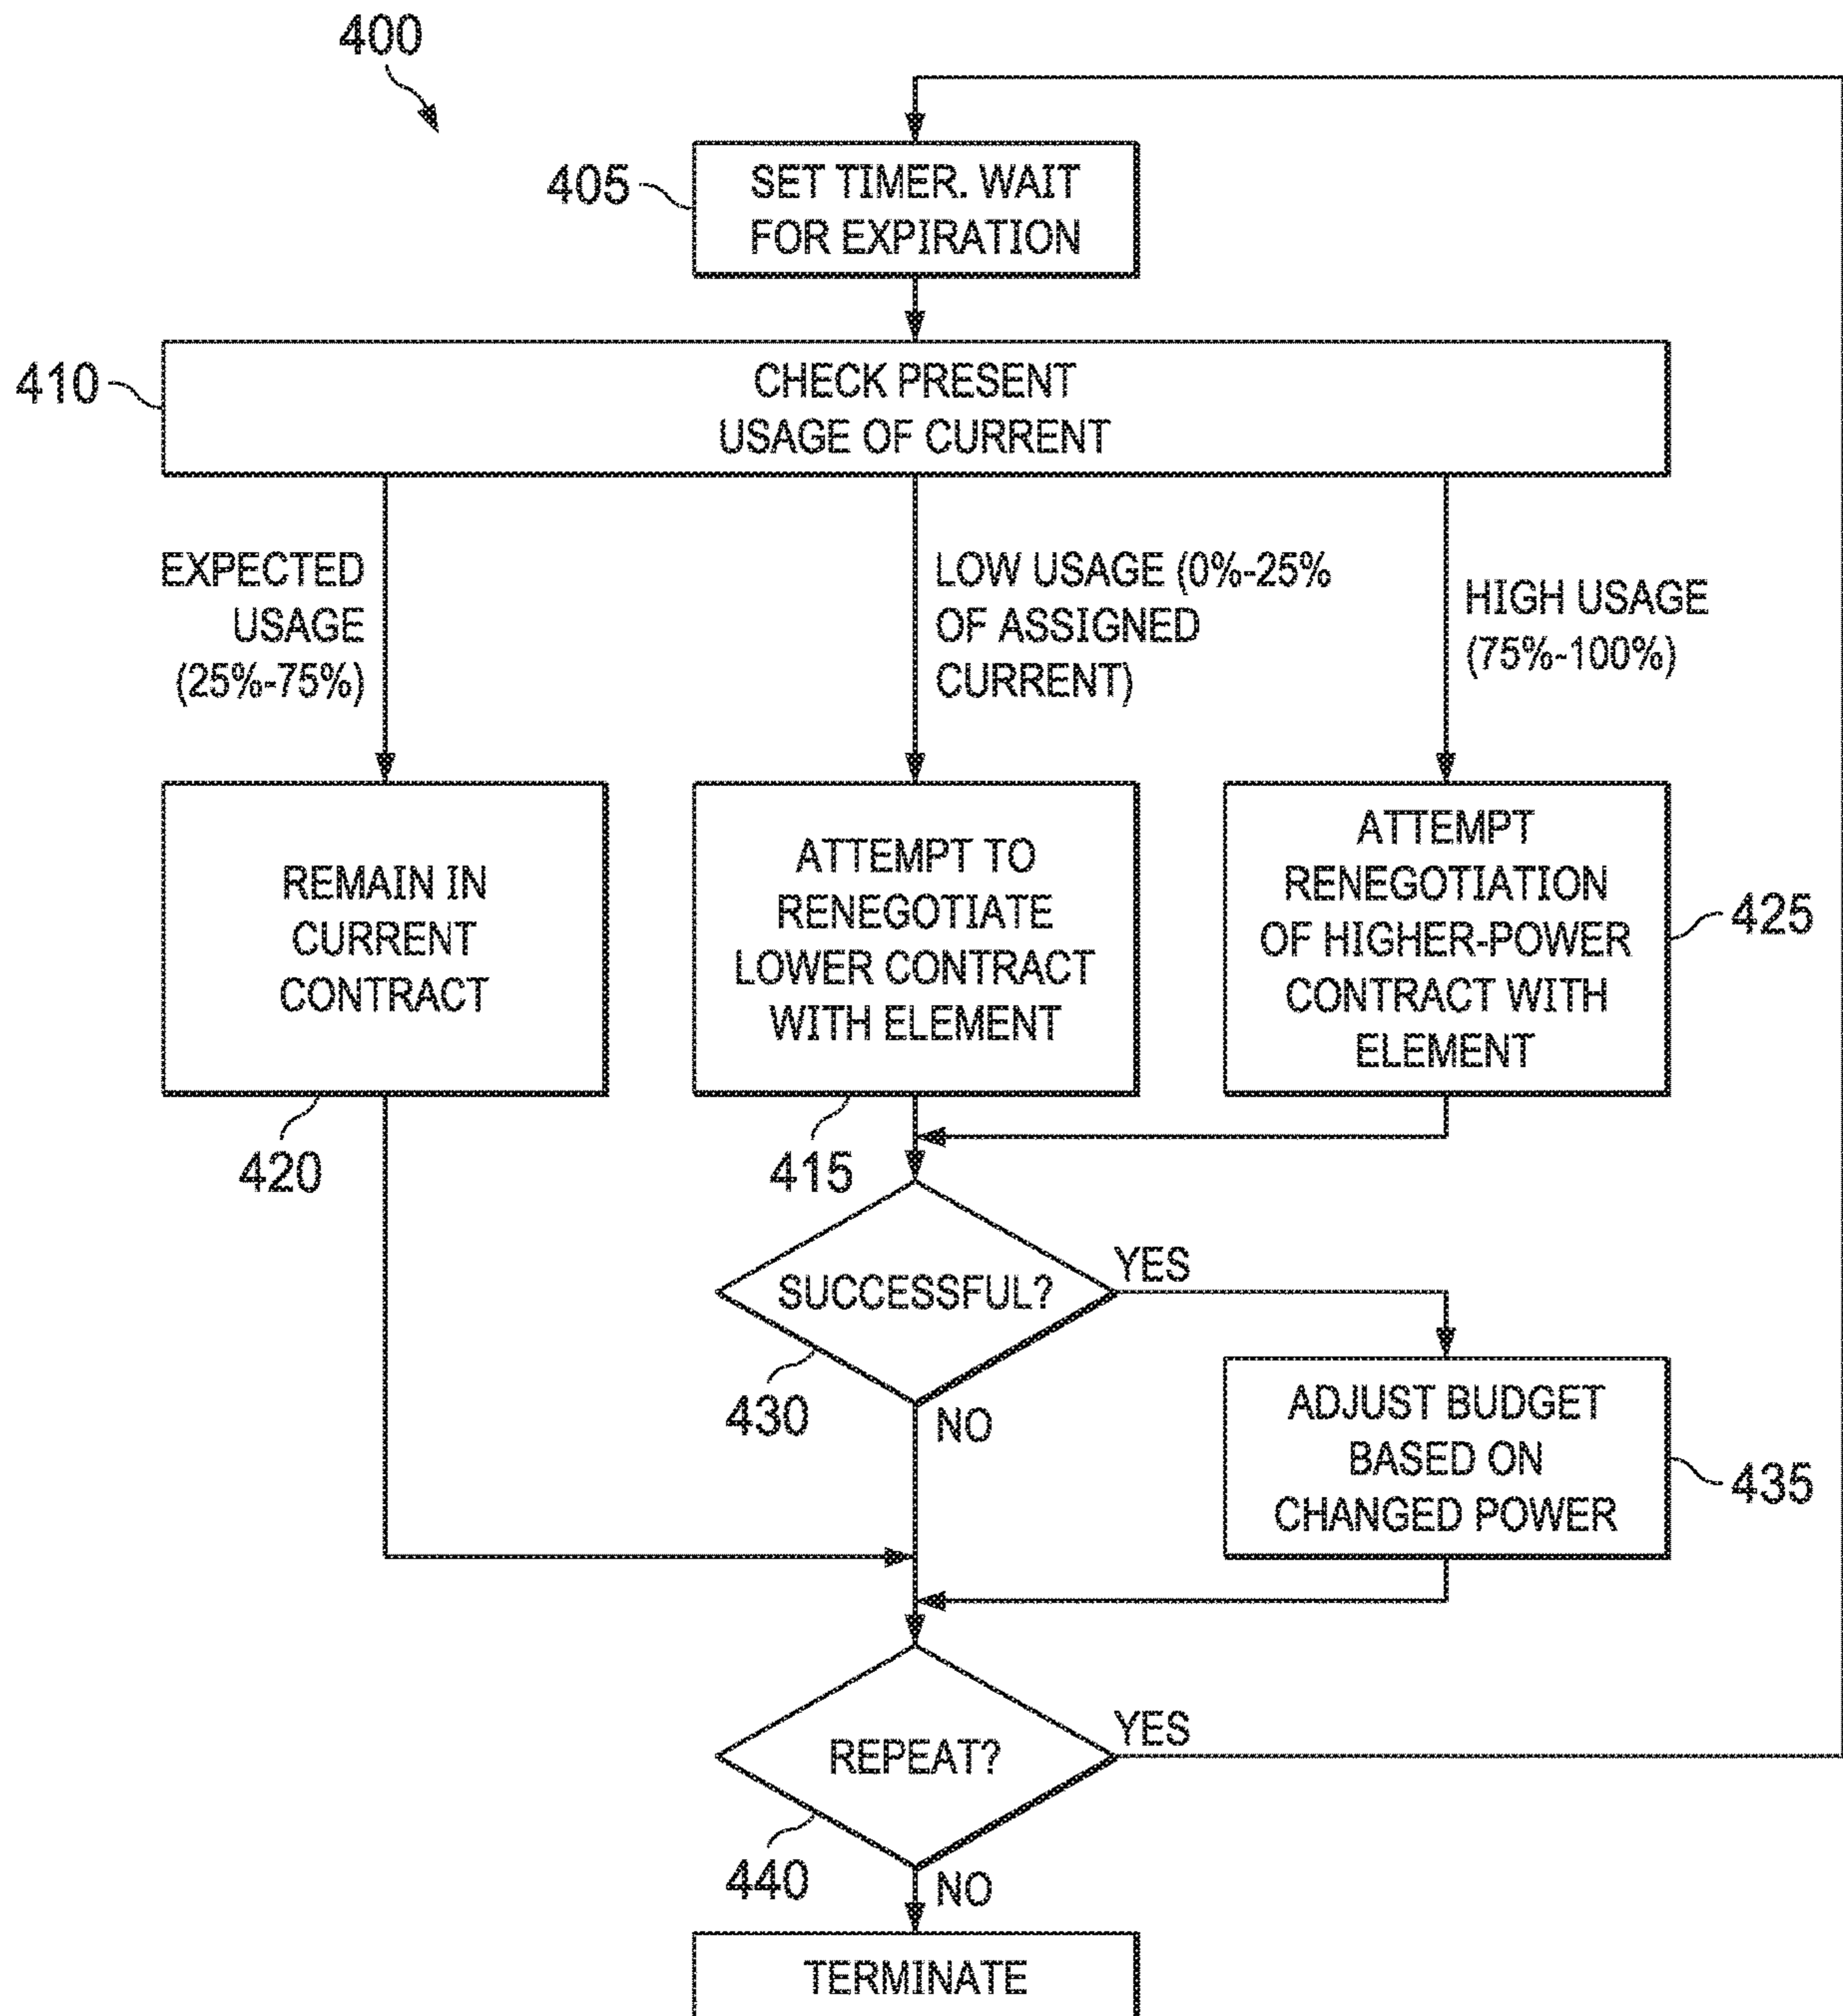 400
405
SET TIMER. WAIT
FOR EXPIRATION
410
CHECK PRESENT
USAGE OF CURRENT
EXPECTED
USAGE
(25%-75%)
LOW USAGE (0%-25%
OF ASSIGNED
CURRENT)
HIGH USAGE
(75%-100%)
REMAIN IN
CURRENT
CONTRACT
420
ATTEMPT TO
RENEGOTIATE
LOWER CONTRACT
WITH ELEMENT
415
ATTEMPT
RENEGOTIATION
OF HIGHER-POWER
CONTRACT WITH
ELEMENT
425
SUCCESSFUL?
YES
430
NO
ADJUST BUDGET
BASED ON
CHANGED POWER
435
REPEAT?
YES
440
NO
TERMINATE